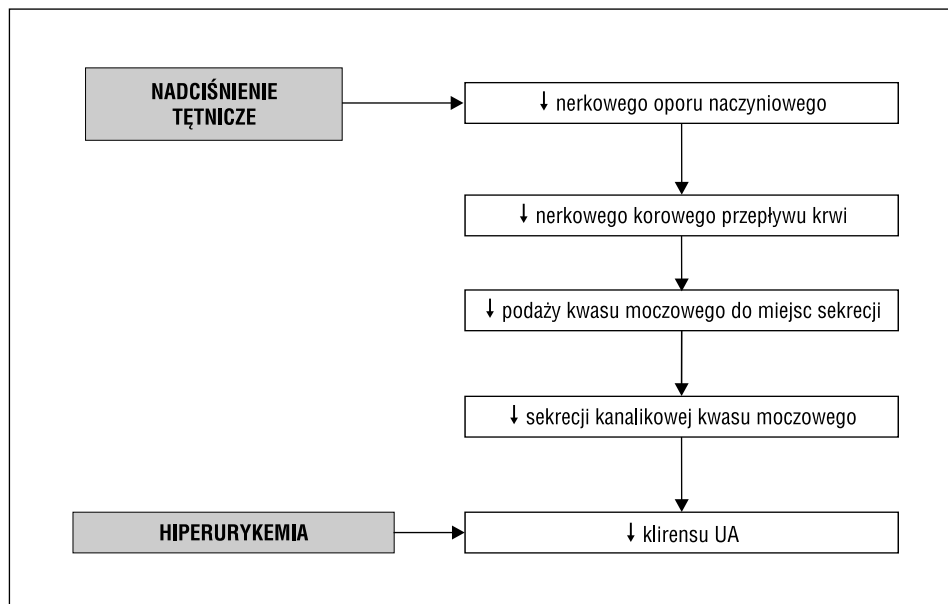 NADCIŚNIENIE
TĘTNICZE
↓ nerkowego oporu naczyniowego
↓ nerkowego korowego przepływu krwi
↓ podaży kwasu moczowego do miejsc sekrecji
↓ sekrecji kanalikowej kwasu moczowego
HIPERURYKEMIA
↓ klirensu UA